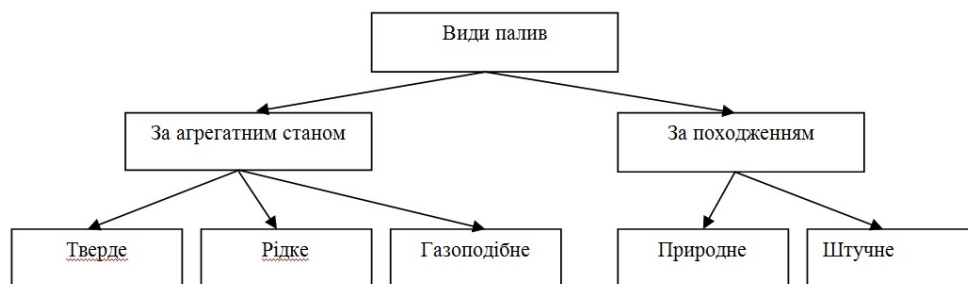 Види палив
За агрегатним станом
За походженням
Тверде
Рідке
Газоподібне
Природне
Штучне